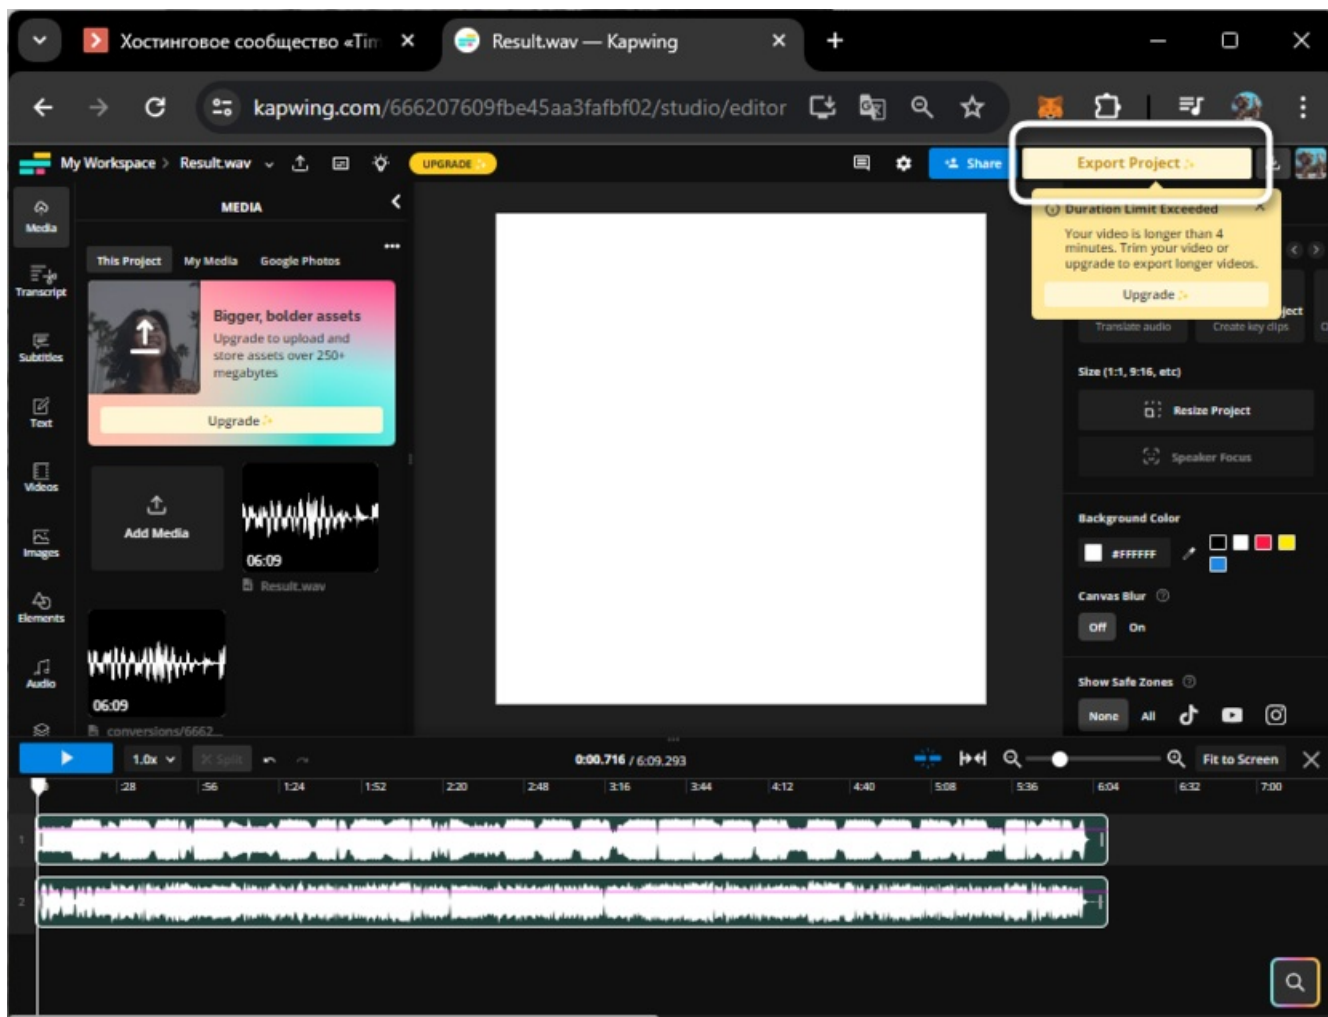 Хостинговое сообщество «Tim
Result.wav — Kapwing
kapwing.com/666207609fbe45aa3fafbf02/studio/editor
My Workspace > Result.wav
UPGRADE
Share
Export Project
Duration Limit Exceeded
Your video is longer than 4
minutes. Trim your video or
upgrade to export longer videos.
Upgrade
Media
Transcript
Subtitles
Text
Videos
Images
Elements
Audio
MEDIA
This Project My Media Google Photos
Bigger, bolder assets
Upgrade to upload and
store assets over 250+
megabytes
Upgrade
Add Media
06:09
Result.wav
06:09
conversions/6662...
Translate audio
Create key clips
Size (1:1, 9:16, etc)
Resize Project
Speaker Focus
Background Color
#FFFFFF
Canvas Blur
Off On
Show Safe Zones
None All
1.0x
Split
0:00.716 / 6:09.293
Fit to Screen
:28 :56 1:24 1:52 2:20 2:48 3:16 3:44 4:12 4:40 5:08 5:36 6:04 6:32 7:00
1
2